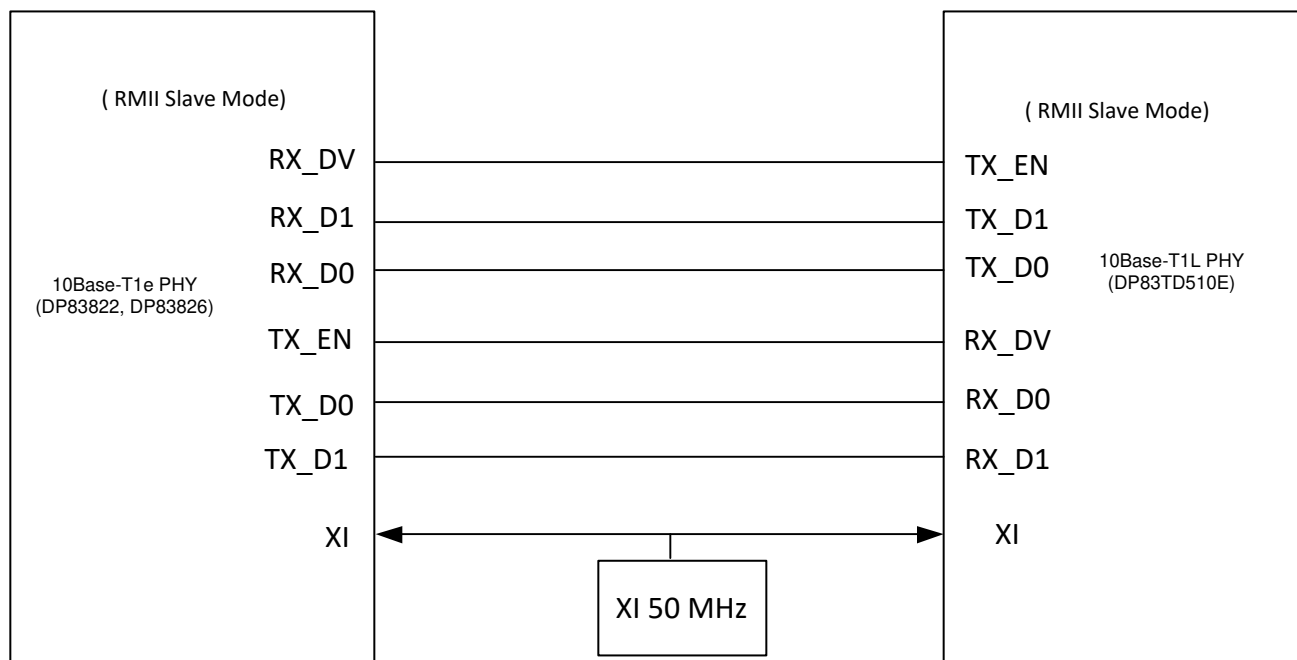 ( RMII Slave Mode)
RX_DV
RX_D1
RX_D0
TX_EN
TX_D0
TX_D1
XI
10Base-T1e PHY
(DP83822, DP83826)
( RMII Slave Mode)
TX_EN
TX_D1
TX_D0
RX_DV
RX_D0
RX_D1
XI
10Base-T1L PHY
(DP83TD510E)
XI 50 MHz